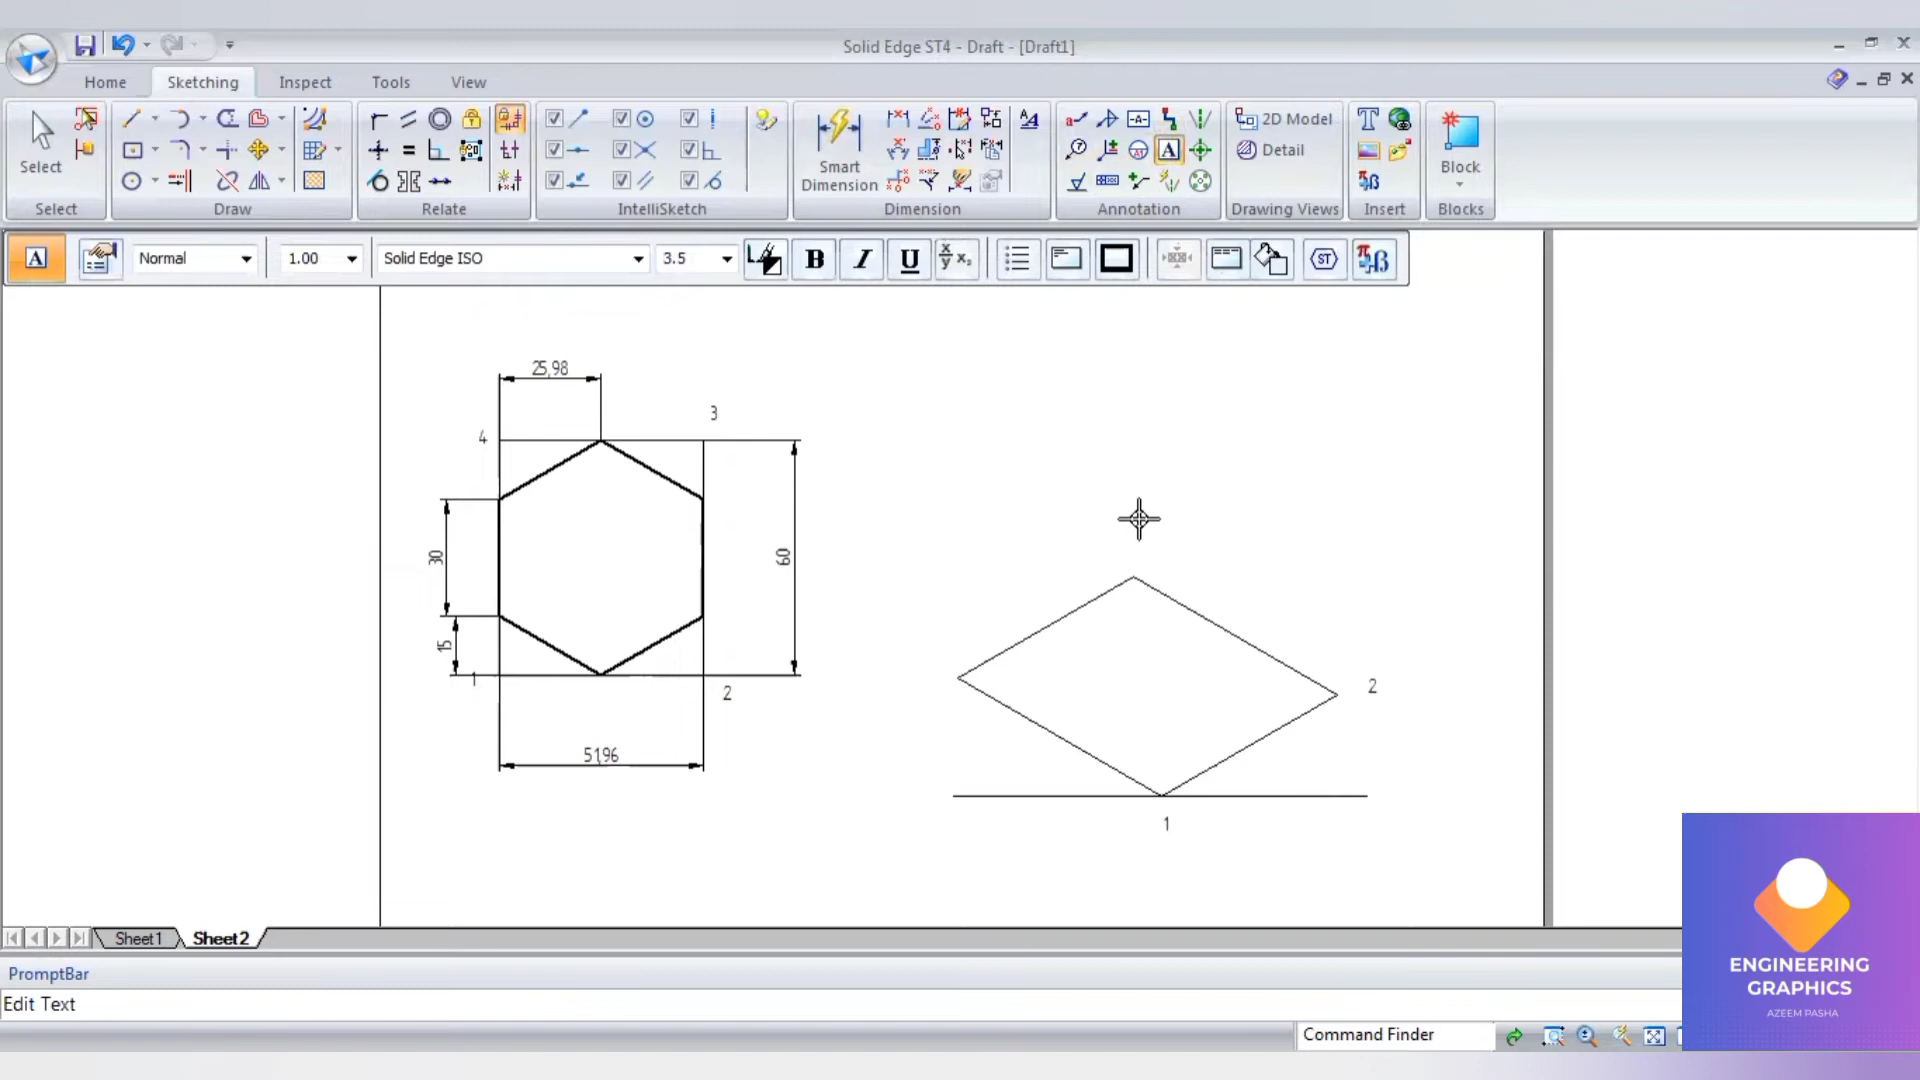 Solid Edge ST4 - Draft - [Draft1]
Home Sketching Inspect Tools View
Select
Smart Dimension
2D Model
Detail
Block
Select Draw Relate IntelliSketch Dimension Annotation Drawing Views Insert Blocks
A Normal 1.00 Solid Edge ISO 3.5 B I U
25,98
3
4
30
60
15
1
2
51,96
2
1
Sheet1 Sheet2
PromptBar
Edit Text
Command Finder
ENGINEERING
GRAPHICS
AZEEM PASHA